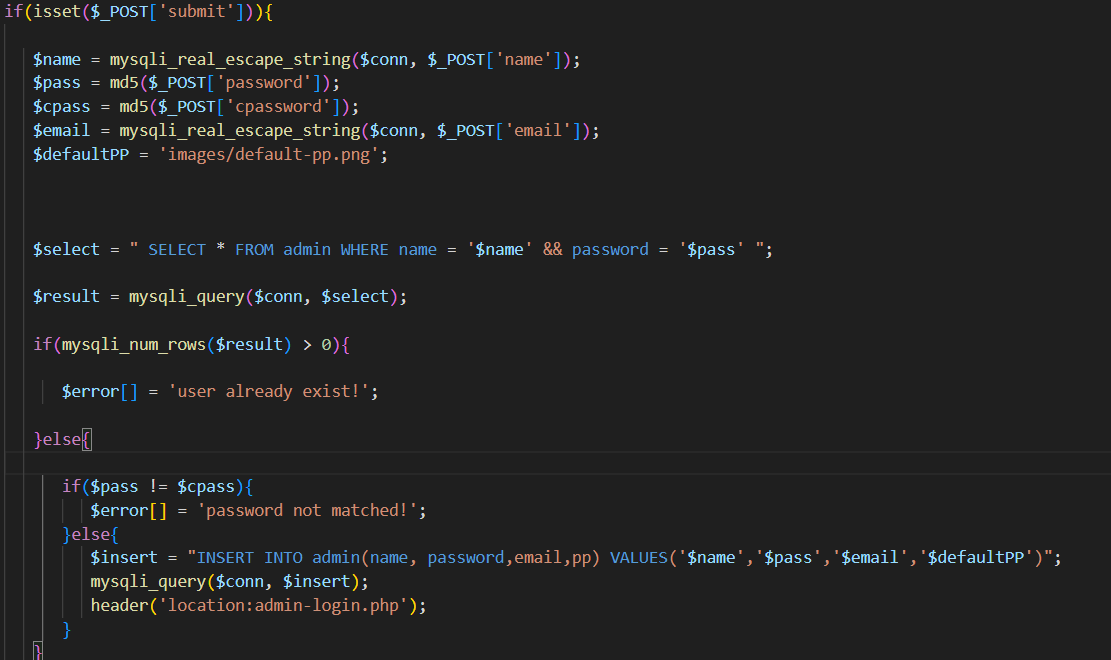 if(isset($_POST['submit'])){
$name = mysqli_real_escape_string($conn, $_POST['name']);
$pass = md5($_POST['password']);
$cpass = md5($_POST['cpassword']);
$email = mysqli_real_escape_string($conn, $_POST['email']);
$defaultPP = 'images/default-pp.png';
$select = " SELECT * FROM admin WHERE name = '$name' && password = '$pass' ";
$result = mysqli_query($conn, $select);
if(mysqli_num_rows($result) > 0){
$error[] = 'user already exist!';
}else{
if($pass != $cpass){
$error[] = 'password not matched!';
}else{
$insert = "INSERT INTO admin(name, password,email,pp) VALUES('$name','$pass','$email','$defaultPP')";
mysqli_query($conn, $insert);
header('location:admin-login.php');
}
}